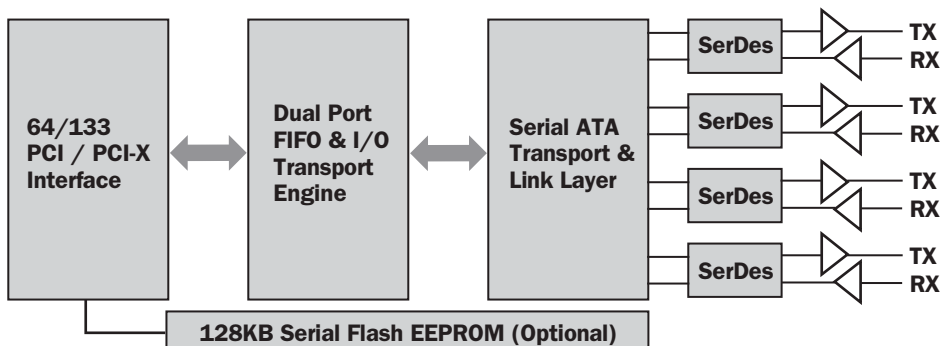 64/133
PCI / PCI-X
Interface
Dual Port
FIFO & I/O
Transport
Engine
Serial ATA
Transport &
Link Layer
SerDes
TX
RX
SerDes
TX
RX
SerDes
TX
RX
SerDes
TX
RX
128KB Serial Flash EEPROM (Optional)